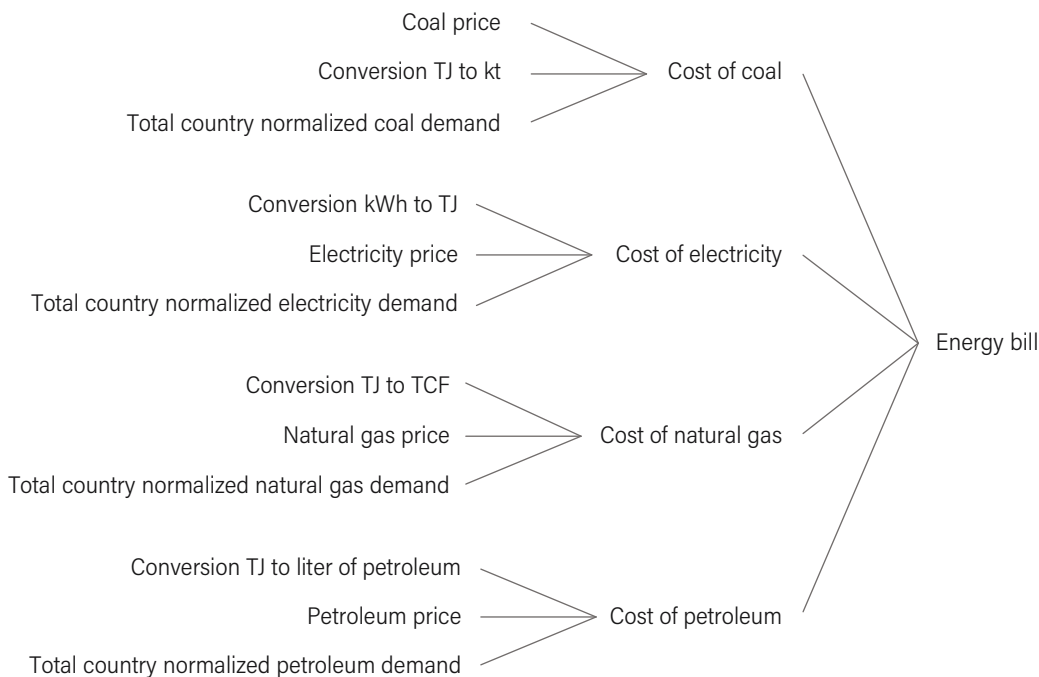 Coal price
Conversion TJ to kt
Total country normalized coal demand
Cost of coal
Conversion kWh to TJ
Electricity price
Total country normalized electricity demand
Cost of electricity
Energy bill
Conversion TJ to TCF
Natural gas price
Total country normalized natural gas demand
Cost of natural gas
Conversion TJ to liter of petroleum
Petroleum price
Total country normalized petroleum demand
Cost of petroleum